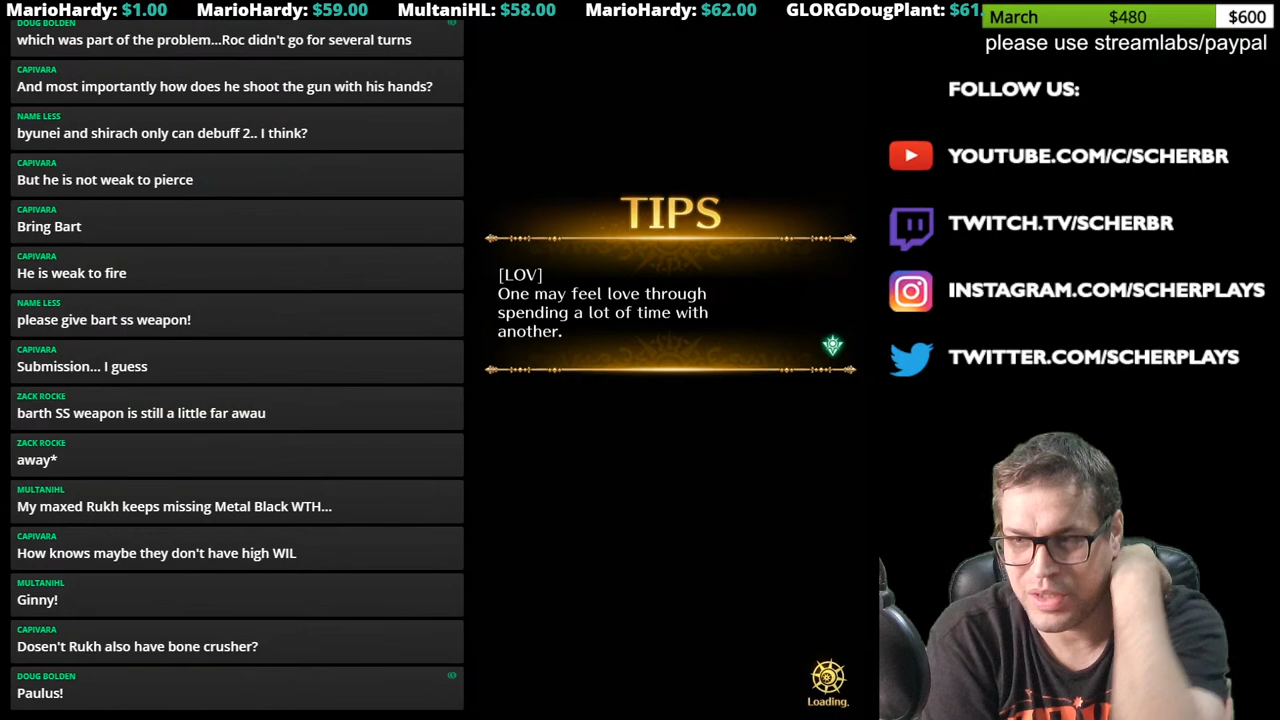 MarioHardy: $1.00 MarioHardy: $59.00 MultaniHL: $58.00 MarioHardy: $62.00 GLORGDougPlant: $61.
March $480 $600
please use streamlabs/paypal
DOUG BOLDEN
which was part of the problem...Roc didn't go for several turns
CAPIVARA
And most importantly how does he shoot the gun with his hands?
NAME LESS
byunei and shirach only can debuff 2.. I think?
CAPIVARA
But he is not weak to pierce
CAPIVARA
Bring Bart
CAPIVARA
He is weak to fire
NAME LESS
please give bart ss weapon!
CAPIVARA
Submission... I guess
ZACK ROCKE
barth SS weapon is still a little far awau
ZACK ROCKE
away*
MULTANIHL
My maxed Rukh keeps missing Metal Black WTH...
CAPIVARA
How knows maybe they don't have high WIL
MULTANIHL
Ginny!
CAPIVARA
Dosen't Rukh also have bone crusher?
DOUG BOLDEN
Paulus!
TIPS
[LOV]
One may feel love through
spending a lot of time with
another.
Loading.
FOLLOW US:
YOUTUBE.COM/C/SCHERBR
TWITCH.TV/SCHERBR
INSTAGRAM.COM/SCHERPLAYS
TWITTER.COM/SCHERPLAYS